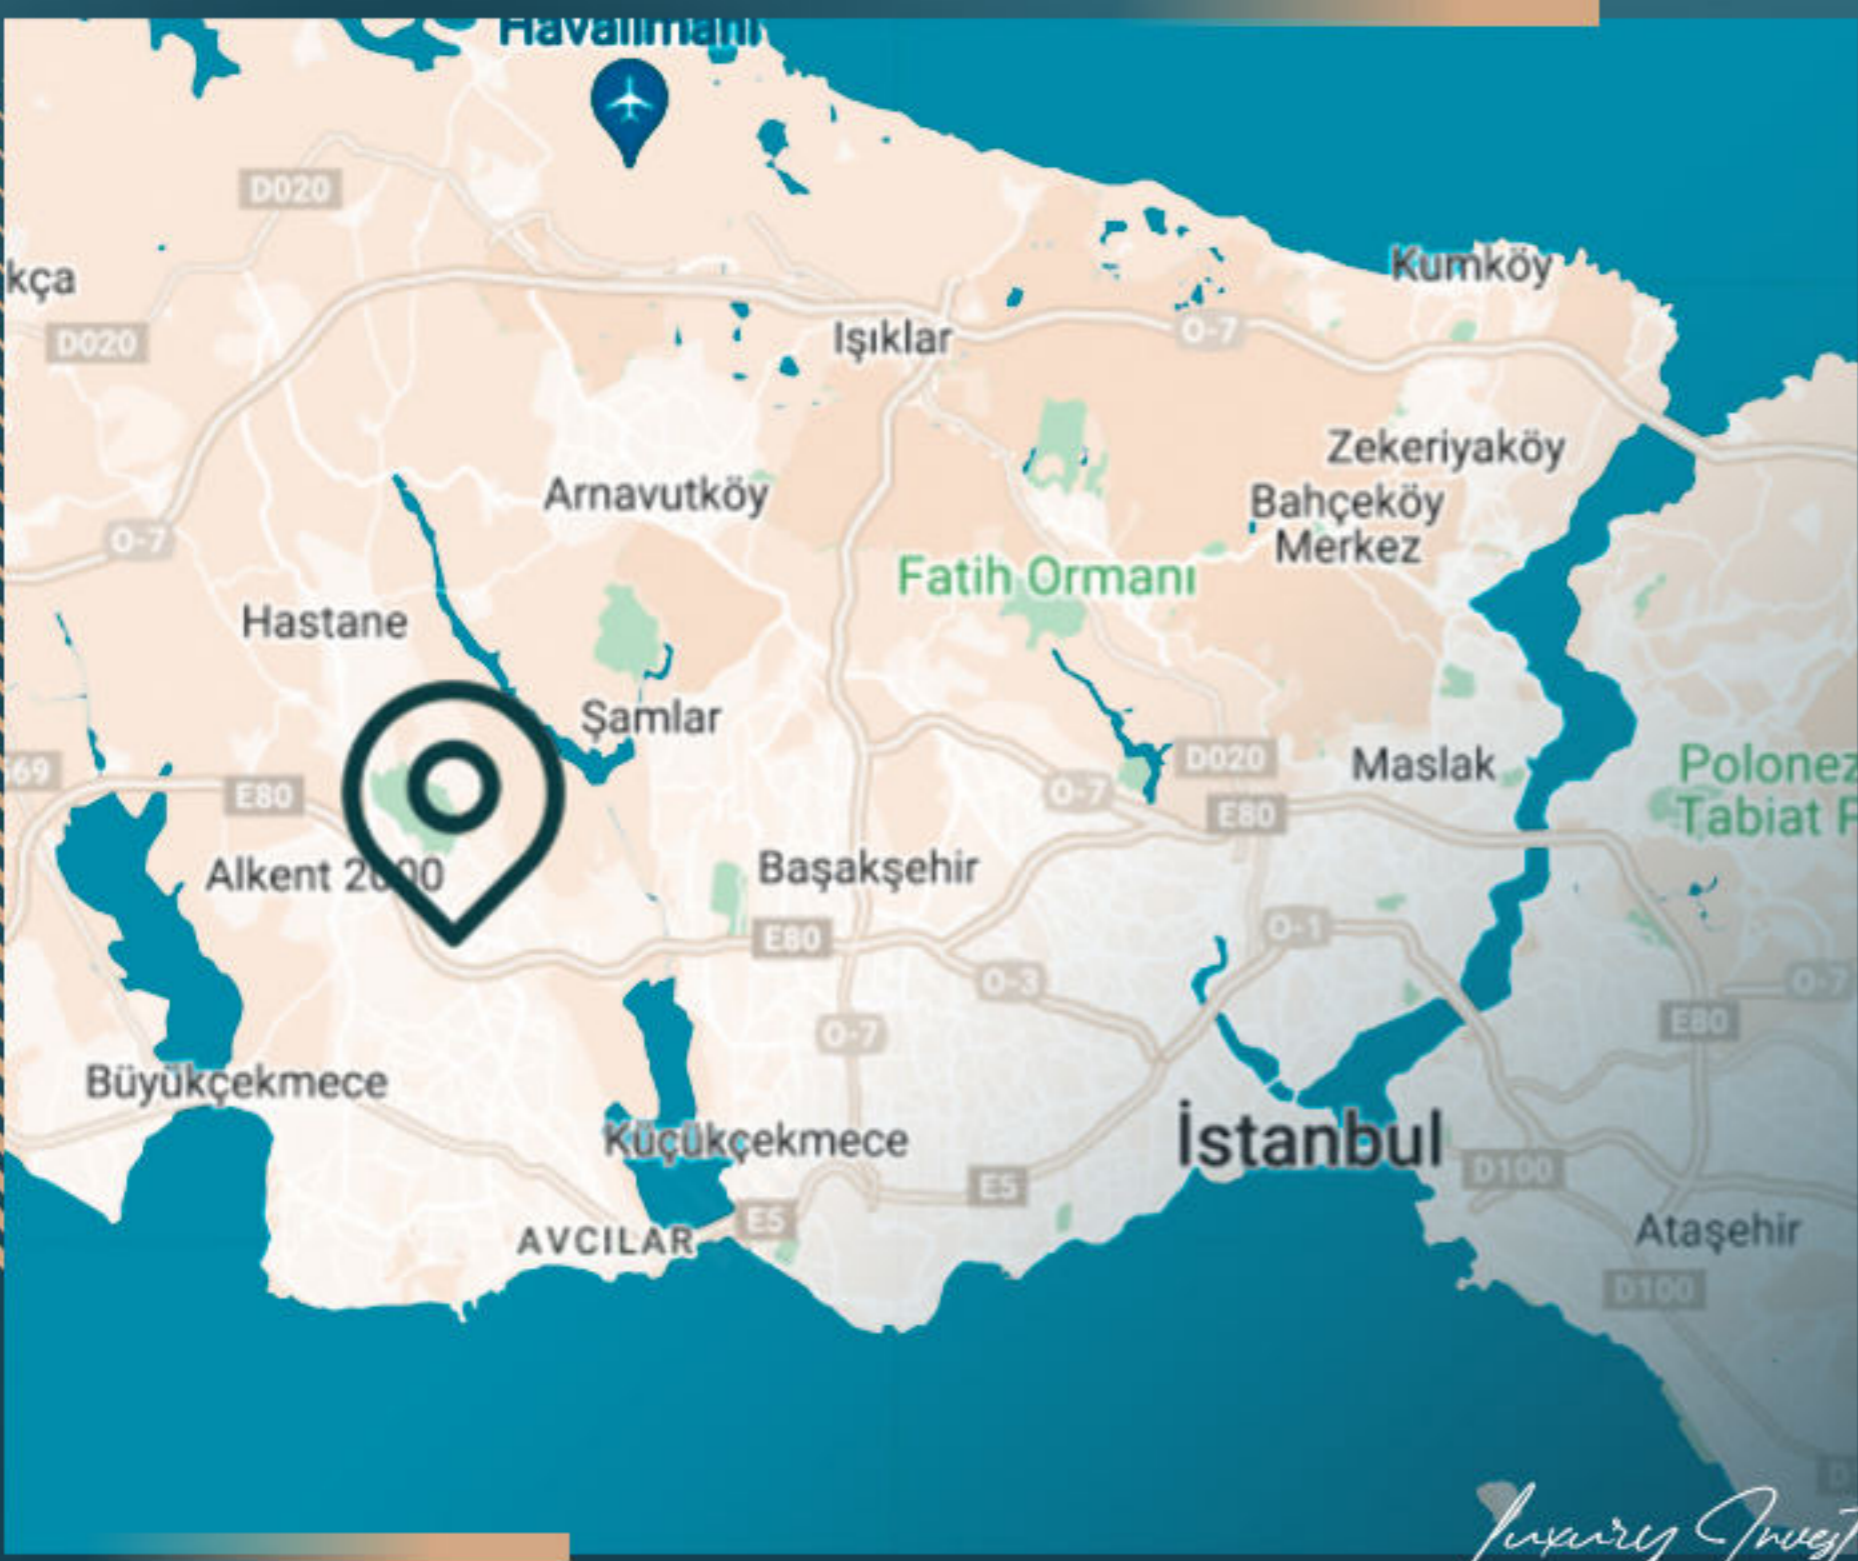 Havalimanı
D020
kça
D020
Kumköy
Işıklar
O-7
Zekeriyaköy
Arnavutköy
Bahçeköy
Merkez
O-7
Fatih Ormanı
Hastane
Şamlar
69
E80
D020
Maslak
Polonez
O-7
E80
Tabiat P
Alkent 2000
Başakşehir
E80
O-1
O-3
O-7
O-7
E80
Büyükçekmece
Küçükçekmece
İstanbul
D100
E5
E5
AVCILAR
Ataşehir
D100
D
Luxury Invest